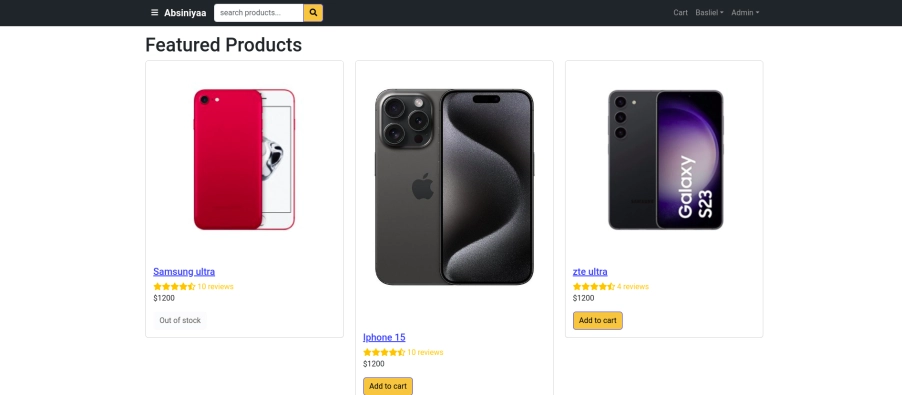 Absiniyaa search products... Cart Basliel Admin
Featured Products
Samsung ultra
10 reviews
$1200
Out of stock
Iphone 15
10 reviews
$1200
Add to cart
Galaxy
S23
zte ultra
4 reviews
$1200
Add to cart